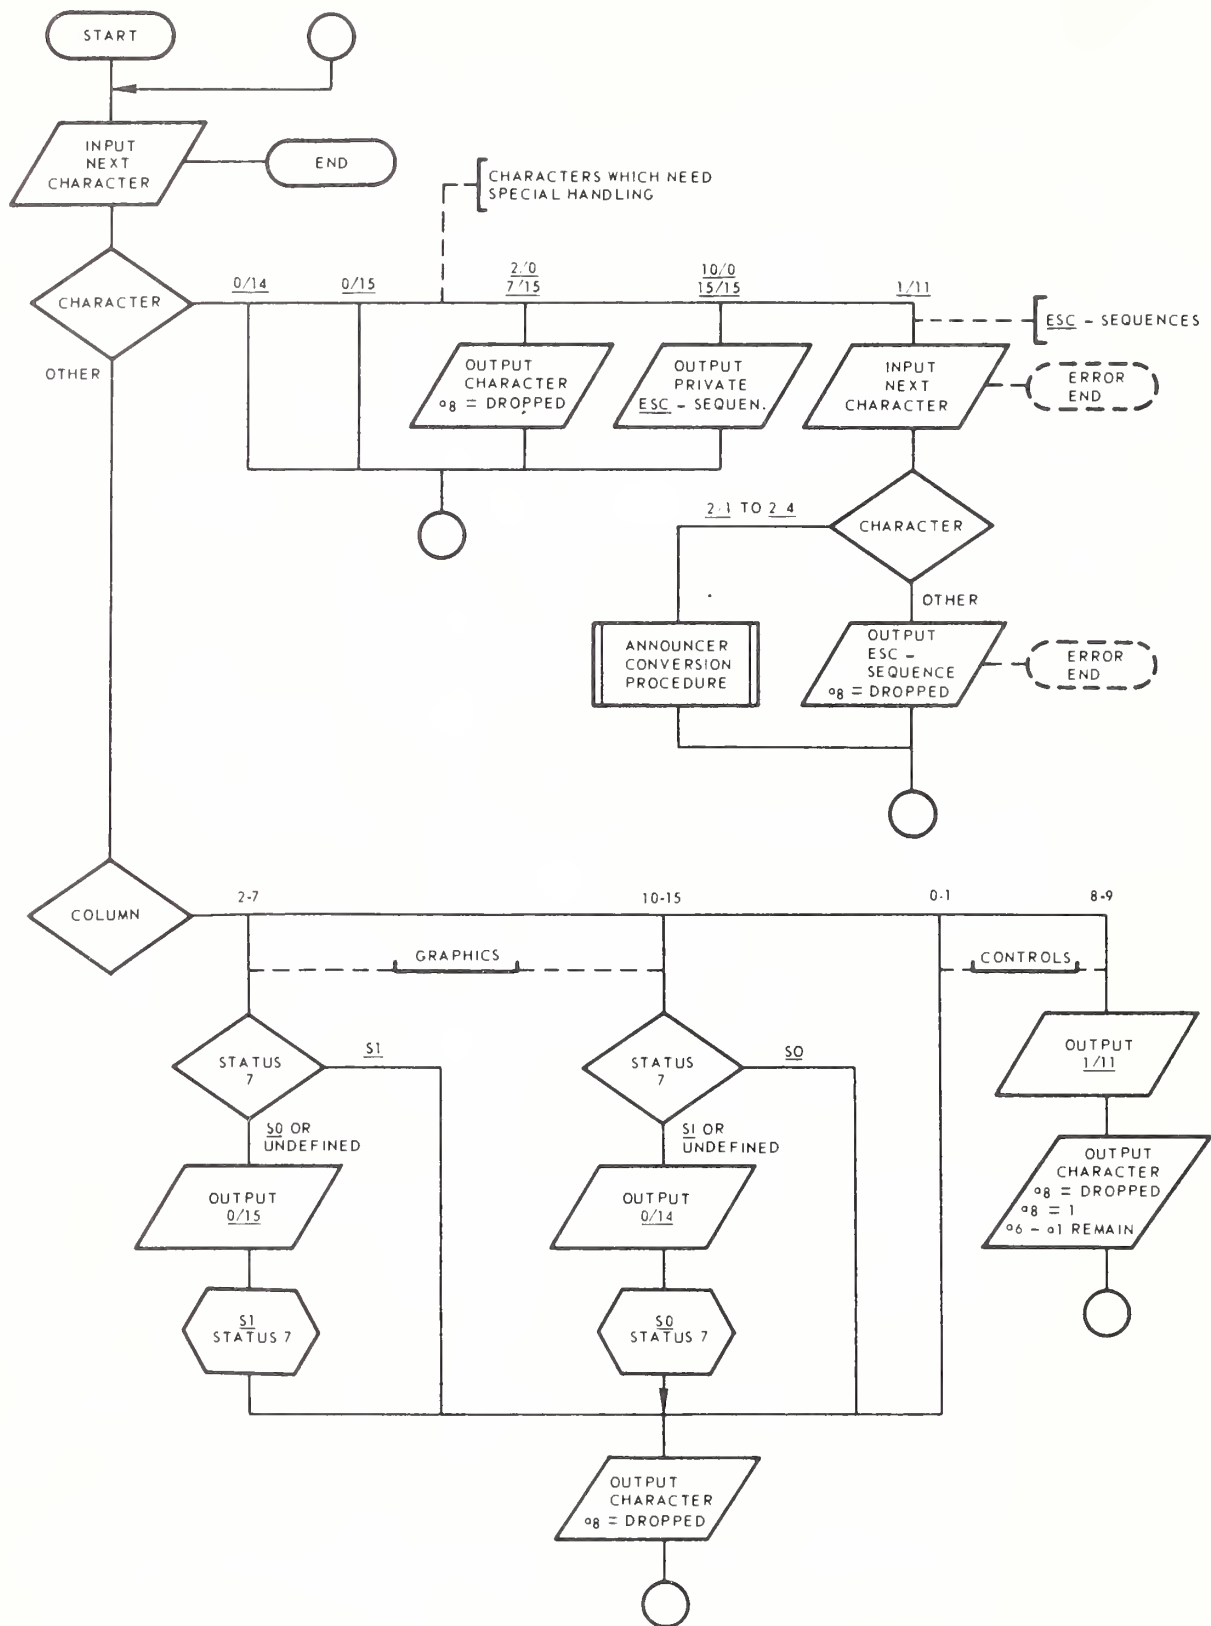 START
INPUT
NEXT
CHARACTER
END
CHARACTERS WHICH NEED
SPECIAL HANDLING
CHARACTER
0/14
0/15
2/0
7/15
10/0
15/15
1/11
ESC - SEQUENCES
OTHER
OUTPUT
CHARACTER
a8 = DROPPED
OUTPUT
PRIVATE
ESC - SEQUEN.
INPUT
NEXT
CHARACTER
ERROR
END
2/1 TO 2/4
CHARACTER
OTHER
ANNOUNCER
CONVERSION
PROCEDURE
OUTPUT
ESC -
SEQUENCE
a8 = DROPPED
ERROR
END
COLUMN
2-7
10-15
0-1
8-9
GRAPHICS
CONTROLS
STATUS
7
S1
STATUS
7
SO
OUTPUT
1/11
SO OR
UNDEFINED
S1 OR
UNDEFINED
OUTPUT
0/15
OUTPUT
0/14
OUTPUT
CHARACTER
a8 = DROPPED
a8 = 1
a6 - a1 REMAIN
S1
STATUS 7
SO
STATUS 7
OUTPUT
CHARACTER
a8 = DROPPED